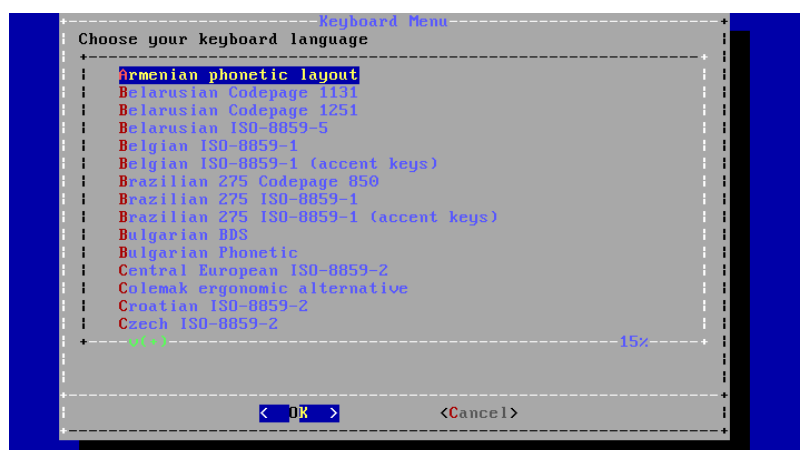 Keyboard Menu
Choose your keyboard language
Armenian phonetic layout
Belarusian Codepage 1131
Belarusian Codepage 1251
Belarusian ISO-8859-5
Belgian ISO-8859-1
Belgian ISO-8859-1 (accent keys)
Brazilian 275 Codepage 850
Brazilian 275 ISO-8859-1
Brazilian 275 ISO-8859-1 (accent keys)
Bulgarian BDS
Bulgarian Phonetic
Central European ISO-8859-2
Colemak ergonomic alternative
Croatian ISO-8859-2
Czech ISO-8859-2
v(+) 15%
< OK > <Cancel>